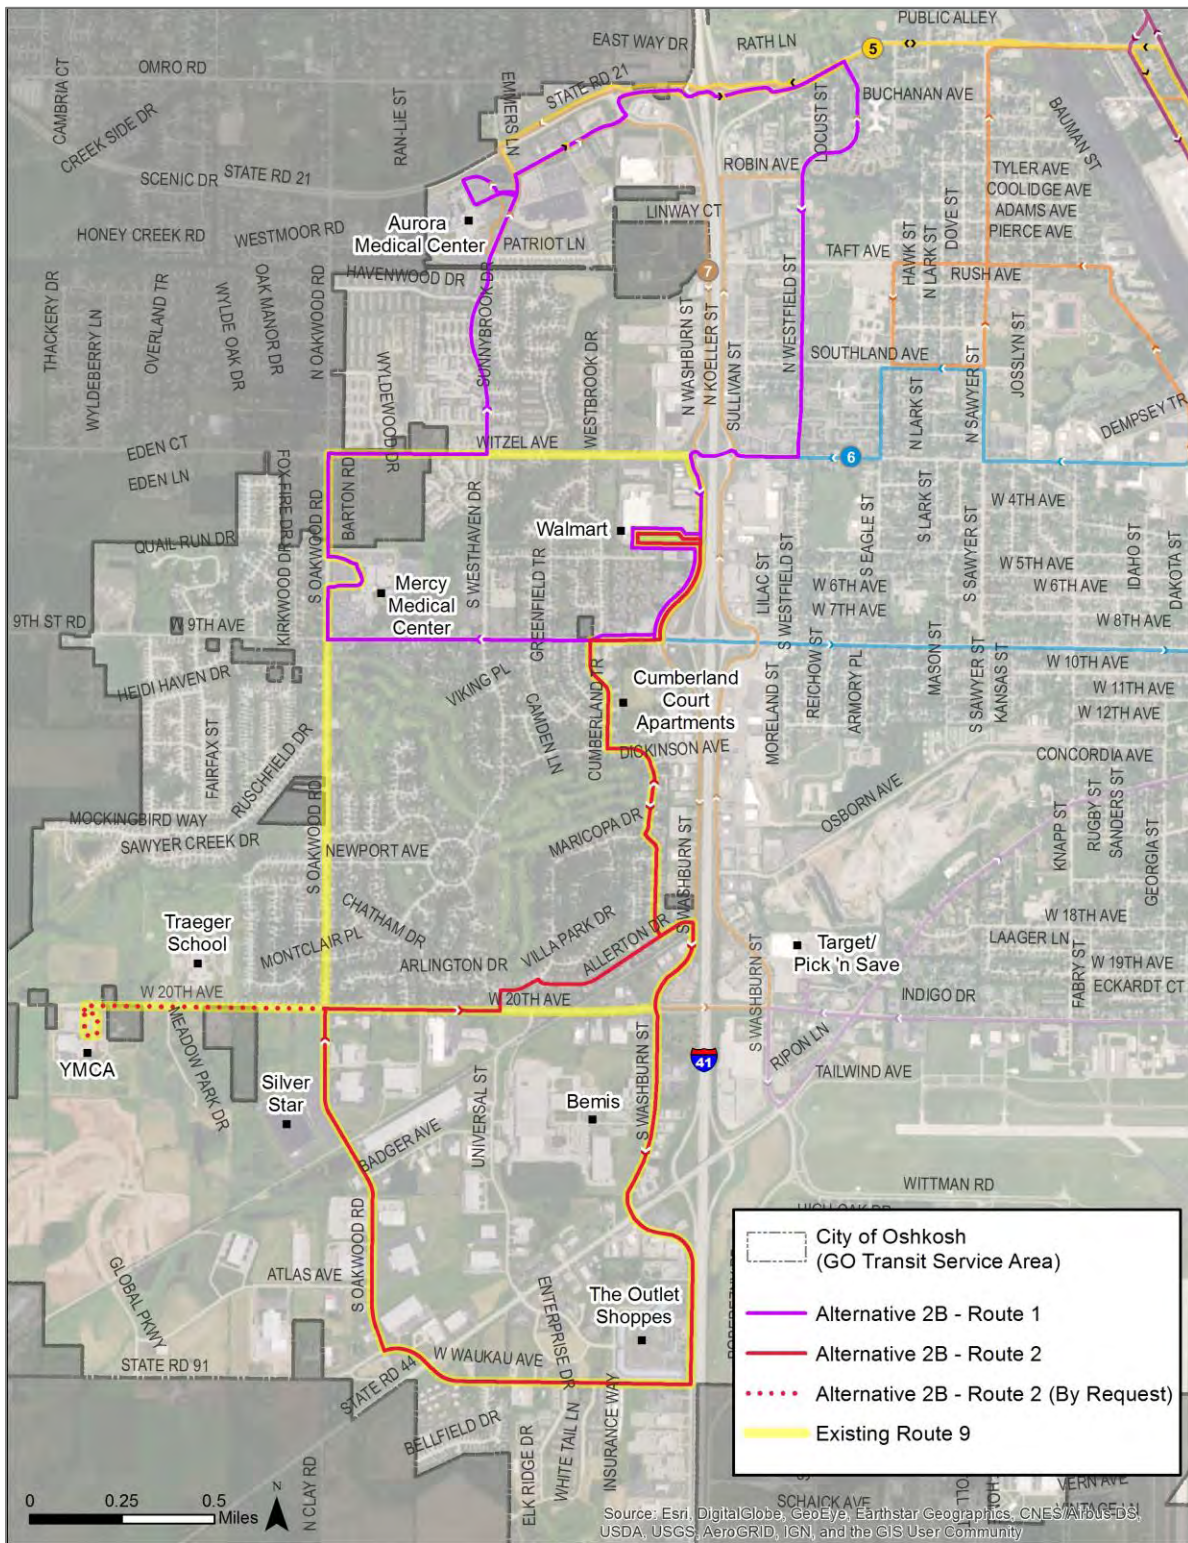 PUBLIC ALLEY
EAST WAY DR
RATH LN
5
OMRO RD
STATE RD 21
EMMERS LN
CAMBRIA CT
CREEK SIDE DR
RAN-LIE ST
BUCHANAN AVE
LOCUST ST
BAUMAN ST
ROBIN AVE
SCENIC DR
STATE RD 21
TYLER AVE
COOLIDGE AVE
ADAMS AVE
PIERCE AVE
DOVE ST
LINWAY CT
Aurora
Medical Center
PATRIOT LN
HONEY CREEK RD
WESTMOOR RD
TAFT AVE
HAWK ST
N LARK ST
RUSH AVE
HAVENWOOD DR
7
THACKERY DR
WYLDEBERRY LN
OVERLAND TR
WYLDE OAK DR
OAK MANOR DR
N OAKWOOD RD
WYLDEWOOD DR
SUNNYBROOK DR
WESTBROOK DR
N WASHBURN ST
N KOELLER ST
SULLIVAN ST
N WESTFIELD ST
SOUTHLAND AVE
N LARK ST
N SAWYER ST
JOSSLYN ST
DEMPSEY TR
EDEN CT
EDEN LN
WITZEL AVE
6
FOX FIRE DR
KIRKWOOD DR
S OAKWOOD RD
BARTON RD
S WESTHAVEN DR
GREENFIELD TR
Walmart
W 4TH AVE
S EAGLE ST
S LARK ST
S SAWYER ST
QUAIL RUN DR
W 5TH AVE
W 6TH AVE
IDAHO ST
DAKOTA ST
Mercy
Medical
Center
LILAC ST
S WESTFIELD ST
W 6TH AVE
W 7TH AVE
W 8TH AVE
9TH ST RD
W 9TH AVE
HEIDI HAVEN DR
VIKING PL
CAMDEN LN
CUMBERLAND TR
Cumberland
Court
Apartments
MORELAND ST
REICHOW ST
ARMORY PL
MASON ST
S SAWYER ST
KANSAS ST
W 10TH AVE
W 11TH AVE
W 12TH AVE
DICKINSON AVE
CONCORDIA AVE
FAIRFAX ST
RUSCHFIELD DR
S OAKWOOD RD
MOCKINGBIRD WAY
SAWYER CREEK DR
NEWPORT AVE
MARICOPA DR
S WASHBURN ST
OSBORN AVE
KNAPP ST
RUGBY ST
SANDERS ST
GEORGIA ST
CHATHAM DR
MONTCLAIR PL
Traeger
School
ARLINGTON DR
VILLA PARK DR
ALLERTON DR
Target/
Pick 'n Save
W 18TH AVE
LAAGER LN
W 19TH AVE
FABRY ST
ECKARDT CT
W 20TH AVE
W 20TH AVE
INDIGO DR
S WASHBURN ST
S WASHBURN ST
RIPON LN
TAILWIND AVE
41
YMCA
MEADOW PARK DR
Silver
Star
BADGER AVE
UNIVERSAL ST
Bemis
WITTMAN RD
S OAKWOOD RD
GLOBAL PKWY
ATLAS AVE
ENTERPRISE DR
The Outlet
Shoppes
STATE RD 91
STATE RD 44
W WAUKAU AVE
INSURANCE WAY
BELLFIELD DR
ELK RIDGE DR
WHITE TAIL LN
N CLAY RD
City of Oshkosh
(GO Transit Service Area)
Alternative 2B - Route 1
Alternative 2B - Route 2
Alternative 2B - Route 2 (By Request)
Existing Route 9
SCHAICK AVE
VERN AVE
0 0.25 0.5
Miles
N
Source: Esri, DigitalGlobe, GeoEye, Earthstar Geographics, CNES/Airbus DS,
USDA, USGS, AeroGRID, IGN, and the GIS User Community